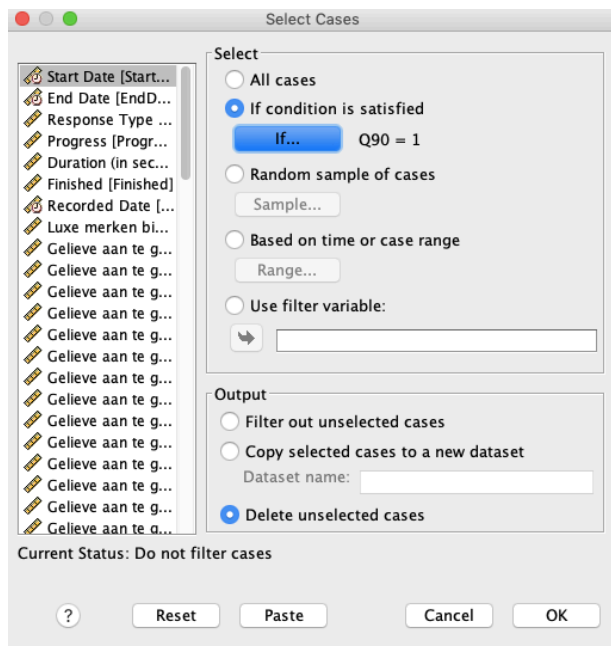 Select Cases
Start Date [Start...
End Date [EndD...
Response Type ...
Progress [Progr...
Duration (in sec...
Finished [Finished]
Recorded Date [...
Luxe merken bi...
Gelieve aan te g...
Gelieve aan te g...
Gelieve aan te g...
Gelieve aan te g...
Gelieve aan te g...
Gelieve aan te g...
Gelieve aan te g...
Gelieve aan te g...
Gelieve aan te g...
Gelieve aan te g...
Gelieve aan te g...
Gelieve aan te g...
Gelieve aan te g...
Gelieve aan te g...
Select
All cases
If condition is satisfied
If... Q90 = 1
Random sample of cases
Sample...
Based on time or case range
Range...
Use filter variable:
Output
Filter out unselected cases
Copy selected cases to a new dataset
Dataset name:
Delete unselected cases
Current Status: Do not filter cases
? Reset Paste Cancel OK